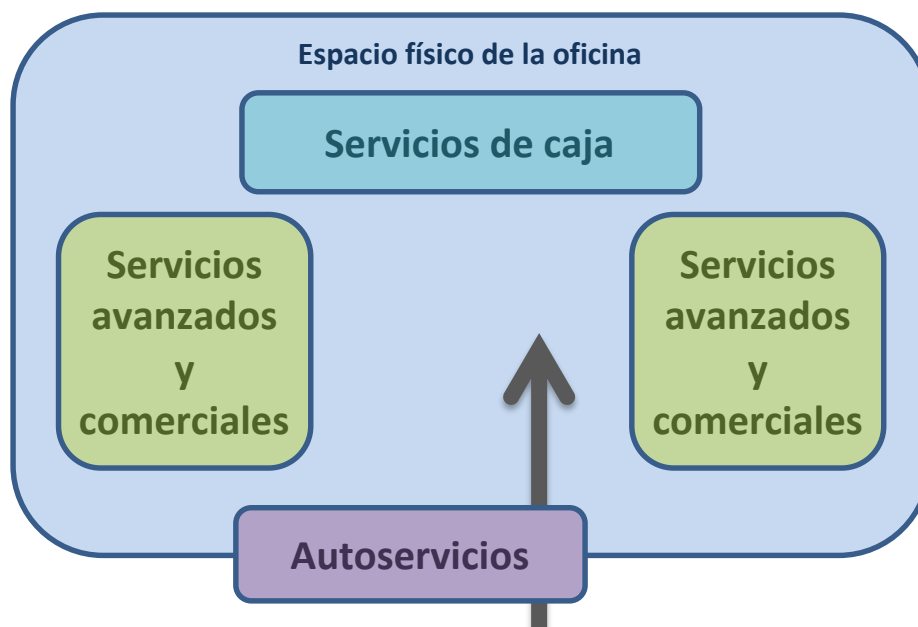 Espacio físico de la oficina
Servicios de caja
Servicios
avanzados
y
comerciales
Servicios
avanzados
y
comerciales
Autoservicios